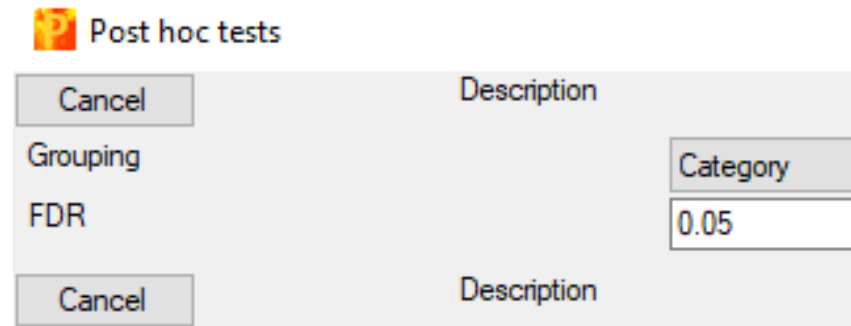 P Post hoc tests
Cancel Description
Grouping Category
FDR 0.05
Cancel Description